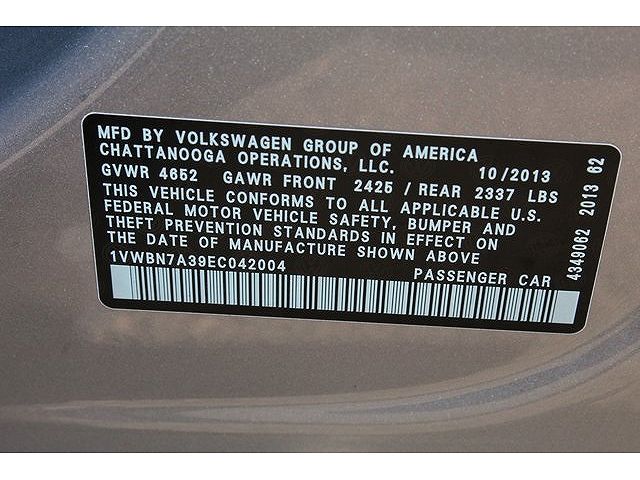 MFD BY VOLKSWAGEN GROUP OF AMERICA
CHATTANOOGA OPERATIONS, LLC. 10/2013
GVWR 4652 GAWR FRONT 2425 / REAR 2337 LBS
THIS VEHICLE CONFORMS TO ALL APPLICABLE U.S.
FEDERAL MOTOR VEHICLE SAFETY, BUMPER AND
THEFT PREVENTION STANDARDS IN EFFECT ON
THE DATE OF MANUFACTURE SHOWN ABOVE
1VWBN7A39EC042004 PASSENGER CAR
4349062 2013 62